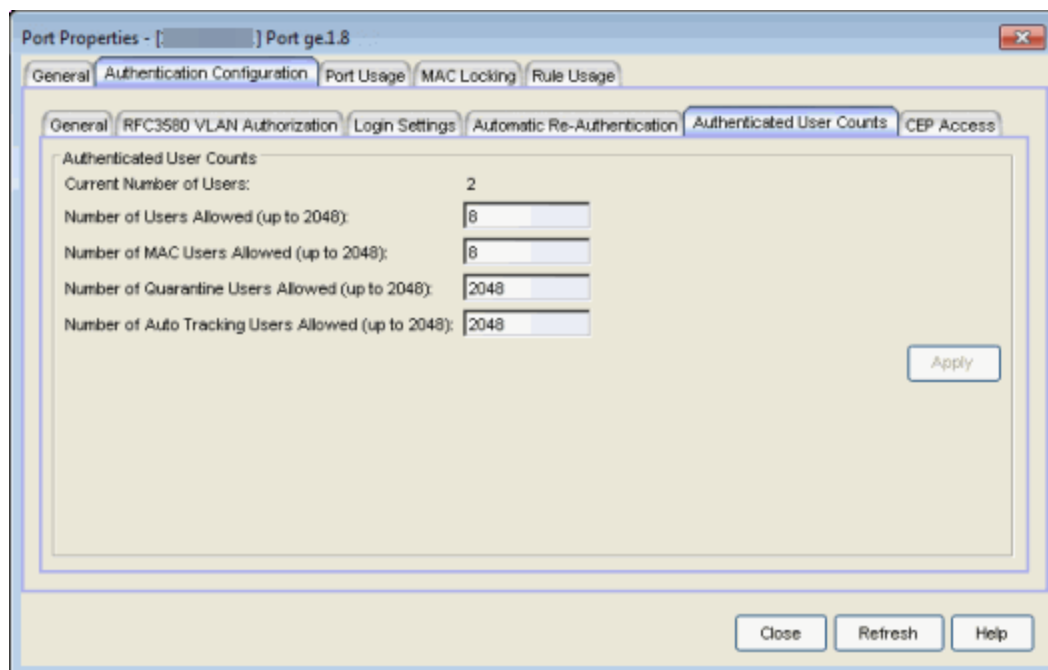 Port Properties - [ ] Port ge.1.8
General Authentication Configuration Port Usage MAC Locking Rule Usage
General RFC3580 VLAN Authorization Login Settings Automatic Re-Authentication Authenticated User Counts CEP Access
Authenticated User Counts
Current Number of Users: 2
Number of Users Allowed (up to 2048): 8
Number of MAC Users Allowed (up to 2048): 8
Number of Quarantine Users Allowed (up to 2048): 2048
Number of Auto Tracking Users Allowed (up to 2048): 2048
Apply
Close Refresh Help